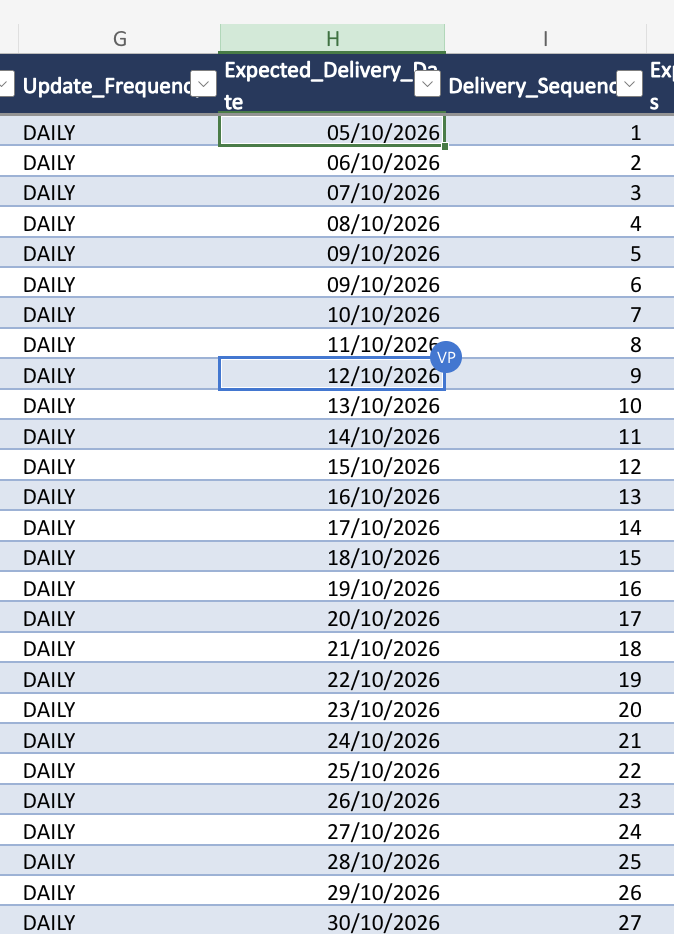 G H I
Update_Frequenc Expected_Delivery_Da
te Delivery_Sequenc Ex
s
DAILY 05/10/2026 1
DAILY 06/10/2026 2
DAILY 07/10/2026 3
DAILY 08/10/2026 4
DAILY 09/10/2026 5
DAILY 09/10/2026 6
DAILY 10/10/2026 7
DAILY 11/10/2026 8
VP
DAILY 12/10/2026 9
DAILY 13/10/2026 10
DAILY 14/10/2026 11
DAILY 15/10/2026 12
DAILY 16/10/2026 13
DAILY 17/10/2026 14
DAILY 18/10/2026 15
DAILY 19/10/2026 16
DAILY 20/10/2026 17
DAILY 21/10/2026 18
DAILY 22/10/2026 19
DAILY 23/10/2026 20
DAILY 24/10/2026 21
DAILY 25/10/2026 22
DAILY 26/10/2026 23
DAILY 27/10/2026 24
DAILY 28/10/2026 25
DAILY 29/10/2026 26
DAILY 30/10/2026 27